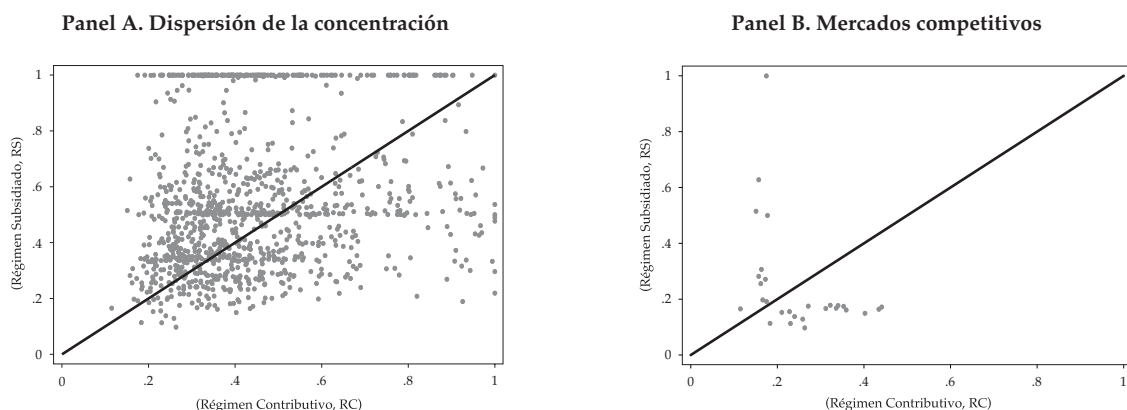 Panel A. Dispersión de la concentración
(Régimen Subsidiado, RS)
1
.8
.6
.4
.2
0
0 .2 .4 .6 .8 1
(Régimen Contributivo, RC)
Panel B. Mercados competitivos
(Régimen Subsidiado, RS)
1
.8
.6
.4
.2
0
0 .2 .4 .6 .8 1
(Régimen Contributivo, RC)